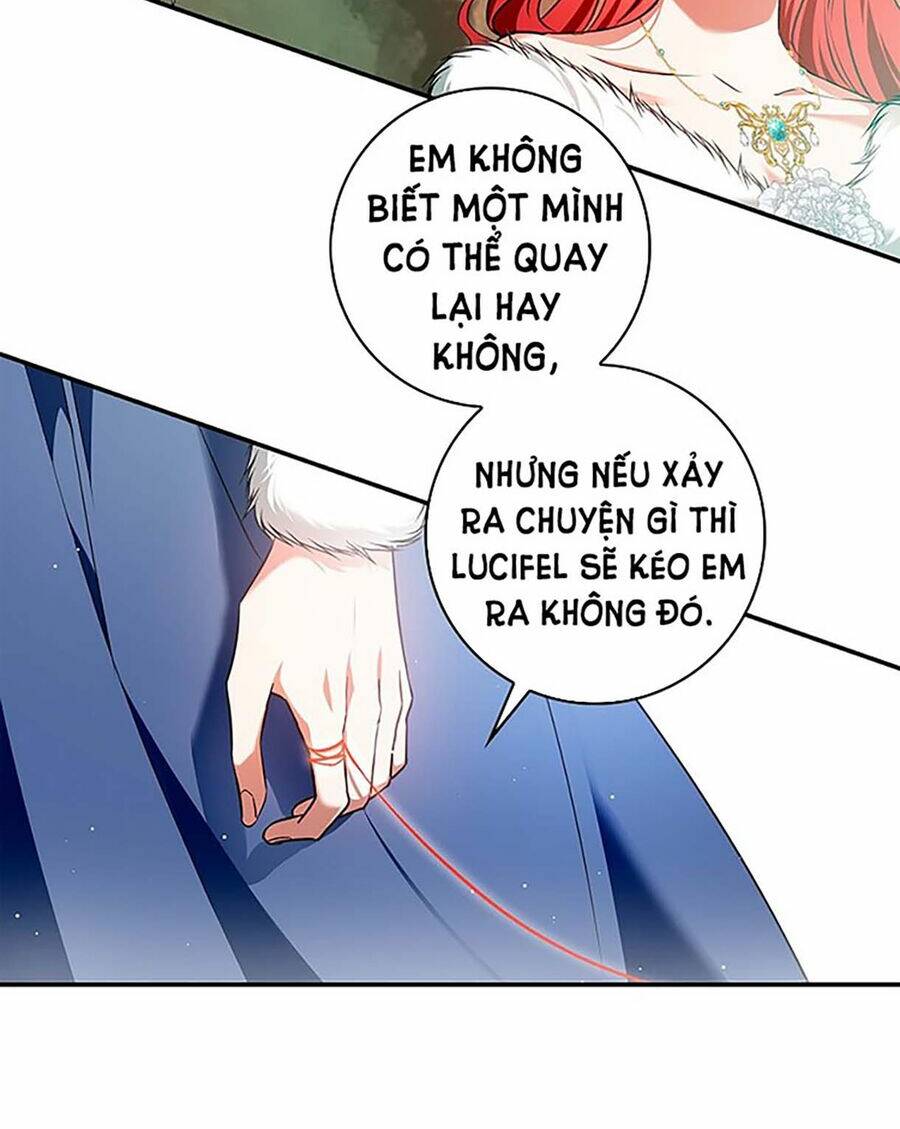 EM KHÔNG
BIẾT MỘT MÌNH
CÓ THỂ QUAY
LẠI HAY
KHÔNG,
NHƯNG NẾU XẢY
RA CHUYỆN GÌ THÌ
LUCIFEL SẼ KÉO EM
RA KHÔNG ĐÓ.